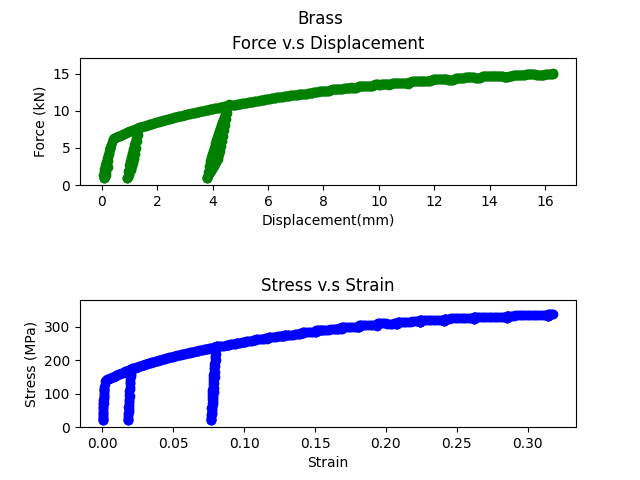 Brass
Force v.s Displacement
15
10
5
0
Force (kN)
0 2 4 6 8 10 12 14 16
Displacement(mm)
Stress v.s Strain
300
200
100
0
Stress (MPa)
0.00 0.05 0.10 0.15 0.20 0.25 0.30
Strain